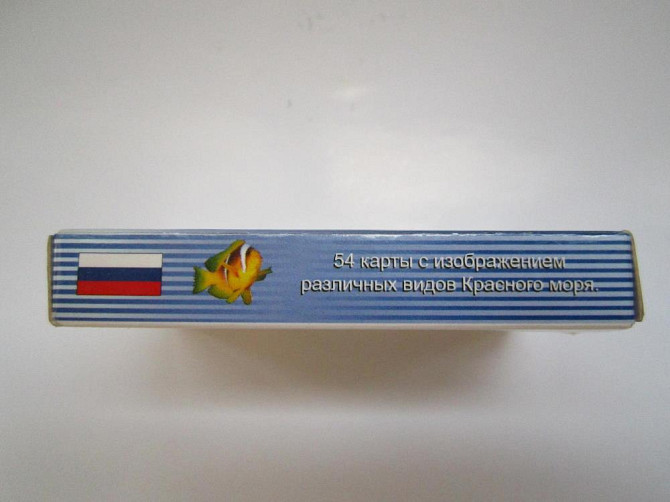 54 карты с изображением
различных видов Красного моря.